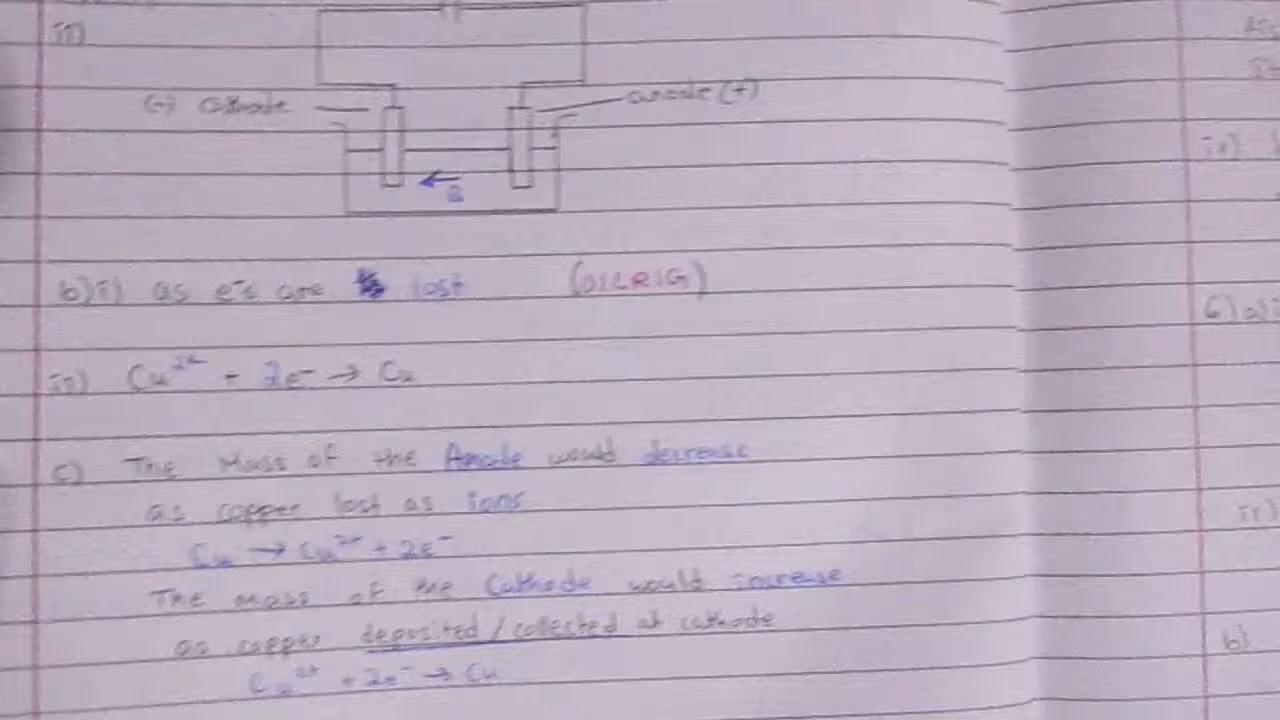 ii)
(-) cathode
anode (+)
B
b) i) as e⁻s are lost (OILRIG)
ii) Cu²⁺ + 2e⁻ → Cu
c) The mass of the Anode would decrease
as copper lost as ions
Cu → Cu²⁺ + 2e⁻
The mass of the Cathode would increase
as copper deposited / collected at cathode
Cu²⁺ + 2e⁻ → Cu
ii)
b)